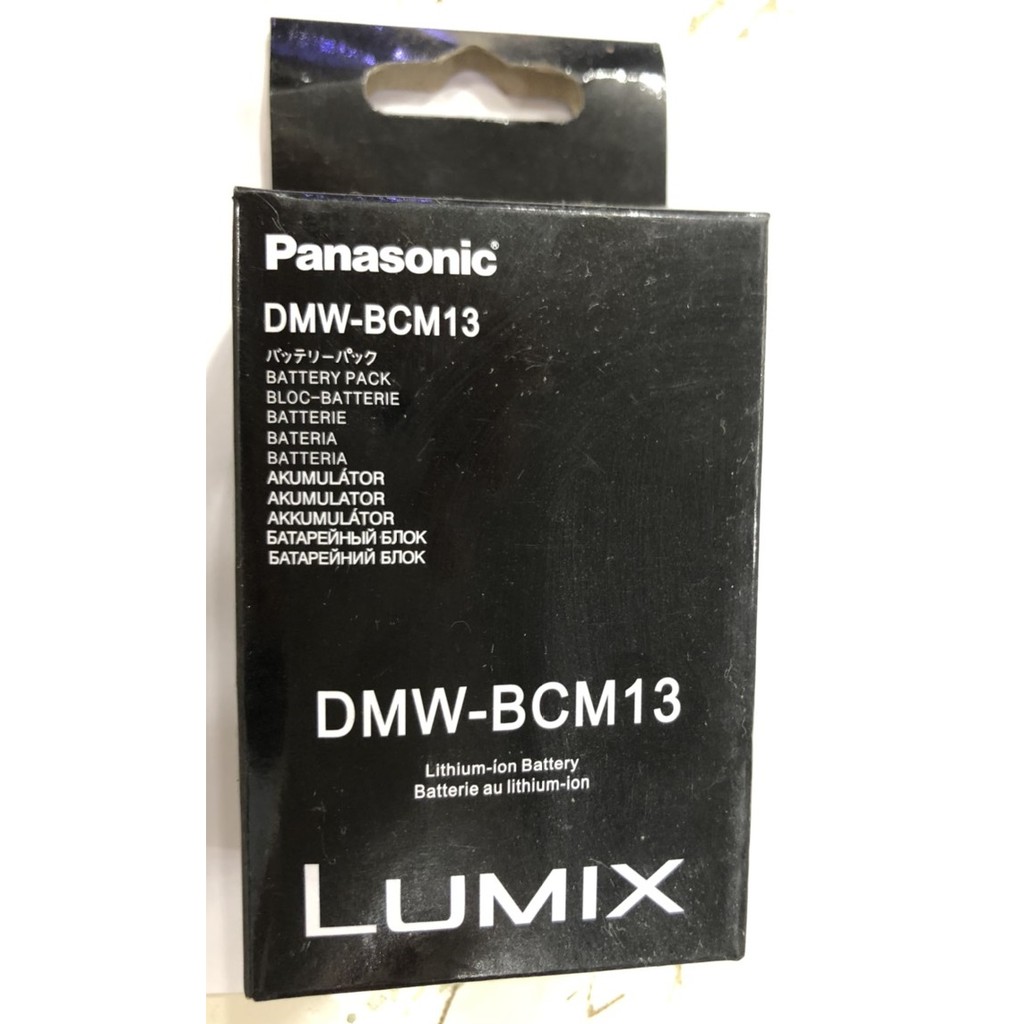 Panasonic®
DMW-BCM13
バッテリーパック
BATTERY PACK
BLOC-BATTERIE
BATTERIE
BATERIA
BATTERIA
AKUMULÁTOR
AKUMULATOR
AKKUMULÁTOR
БАТАРЕЙНЫЙ БЛОК
БАТАРЕЙНИЙ БЛОК
DMW-BCM13
Lithium-ion Battery
Batterie au lithium-ion
LUMIX